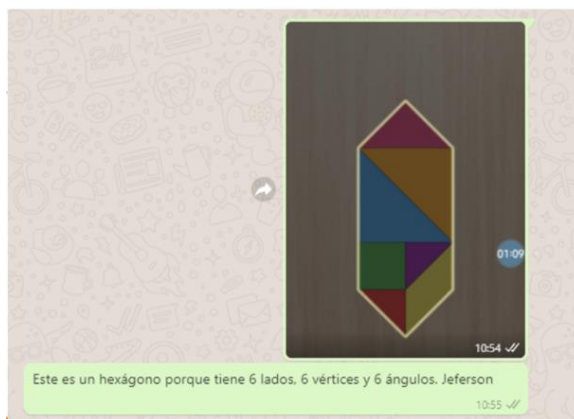 01:09
10:54
Este es un hexágono porque tiene 6 lados, 6 vértices y 6 ángulos. Jeferson
10:55